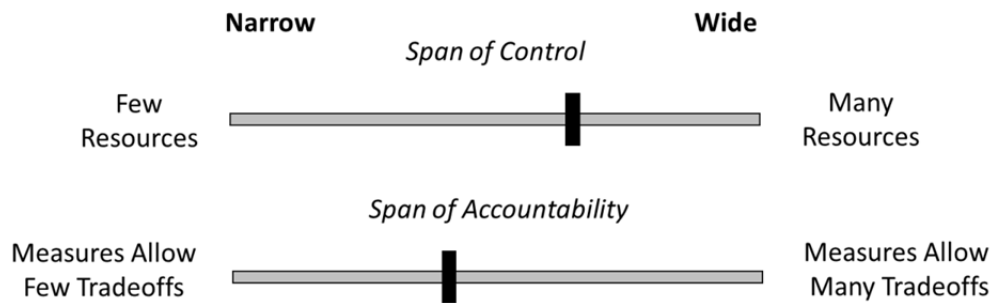 Narrow
Wide
Span of Control
Few
Resources
Many
Resources
Span of Accountability
Measures Allow
Few Tradeoffs
Measures Allow
Many Tradeoffs